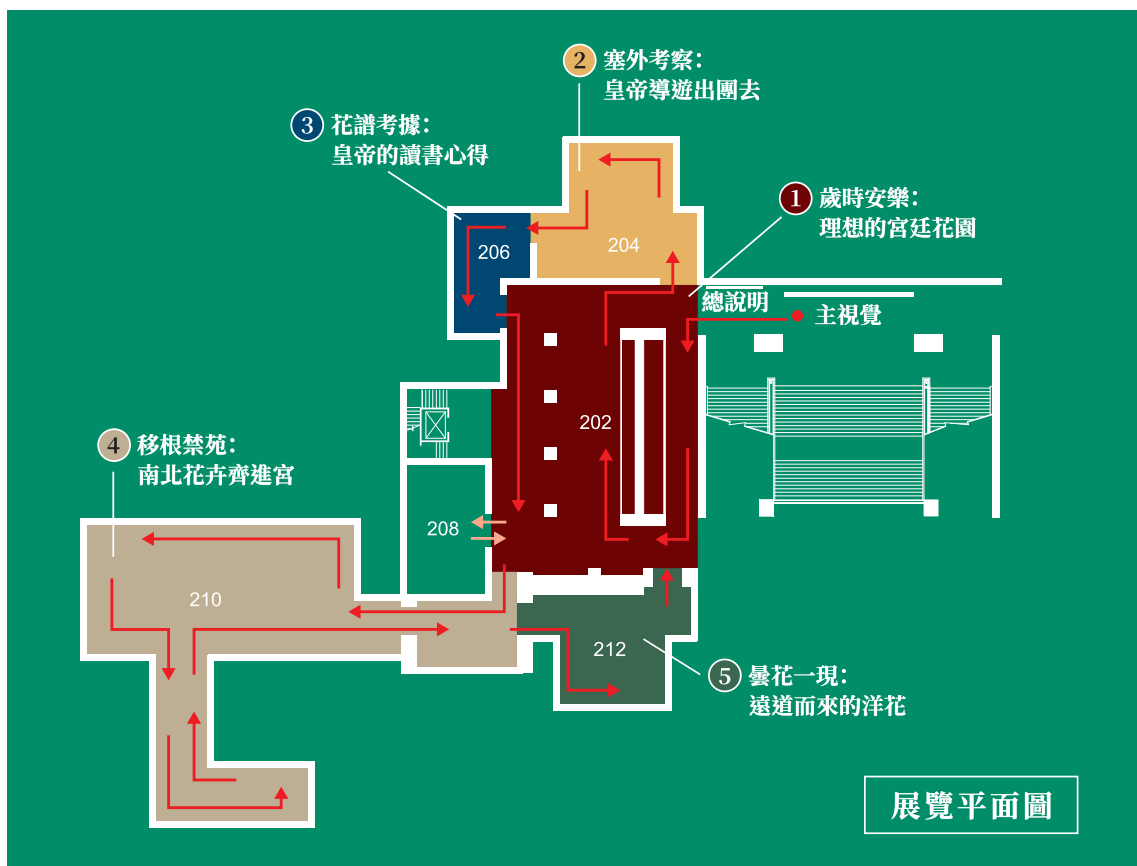 2 塞外考察：
皇帝導遊出團去
3 花譜考據：
皇帝的讀書心得
1 歲時安樂：
理想的宮廷花園
206
204
總說明
主視覺
202
4 移根禁苑：
南北花卉齊進宮
208
210
212
5 曇花一現：
遠道而來的洋花
展覽平面圖